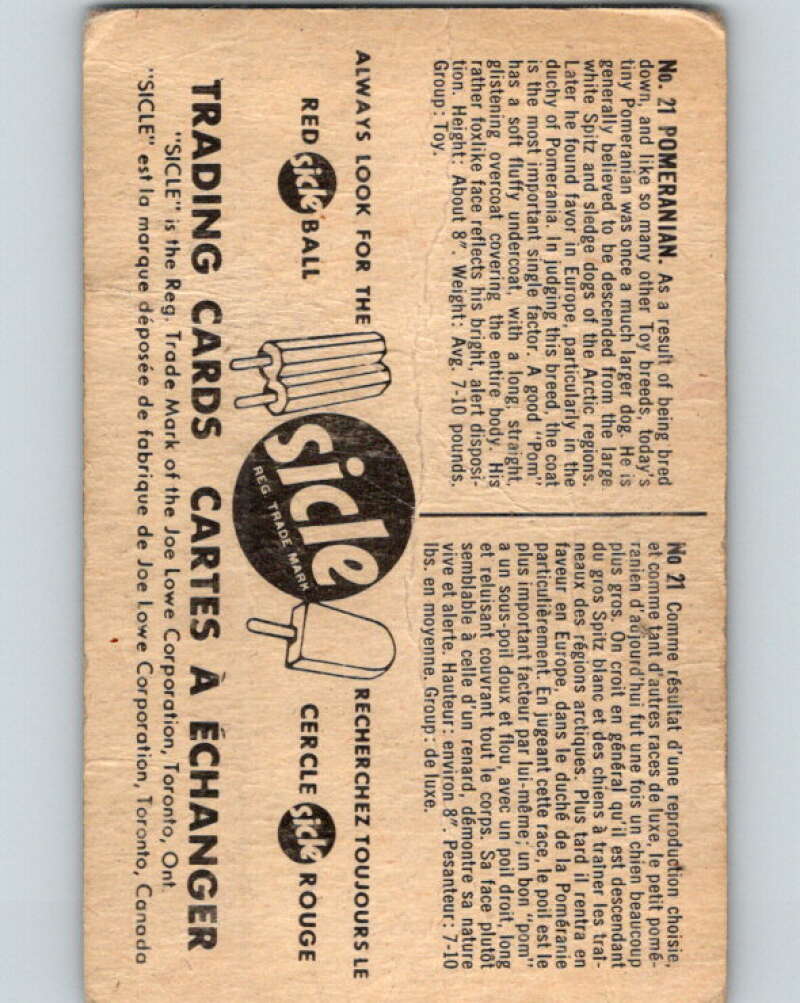 No. 21 POMERANIAN. As a result of being bred
down, and like so many other Toy breeds, today's
tiny Pomeranian was once a much larger dog. He is
generally believed to be descended from the large
white Spitz and sledge dogs of the Arctic regions.
Later he found favor in Europe, particularly in the
duchy of Pomerania. In judging this breed, the coat
is the most important single factor. A good "Pom"
has a soft fluffy undercoat, with a long, straight,
glistening overcoat covering the entire body. His
rather foxlike face reflects his bright, alert disposi-
tion. Height: About 8". Weight: Avg. 7-10 pounds.
Group: Toy.
No 21 Comme résultat d'une reproduction choisie,
et comme tant d'autres races de luxe, le petit pomé-
ranien d'aujourd'hui fut une fois un chien beaucoup
plus gros. On croit en général qu'il est descendant
du gros Spitz blanc et des chiens à traîner les traî-
neaux des régions arctiques. Plus tard il rentra en
faveur en Europe, dans le duché de la Poméranie
particulièrement. En jugeant cette race, le poil est le
plus important facteur par lui-même; un bon "pom"
a un sous-poil doux et flou, avec un poil droit, long
et reluisant couvrant tout le corps. Sa face plutôt
semblable à celle d'un renard, démontre sa nature
vive et alerte. Hauteur: environ 8". Pesanteur: 7-10
lbs. en moyenne. Group: de luxe.
ALWAYS LOOK FOR THE
RED sicle BALL
sicle
REG. TRADE MARK
RECHERCHEZ TOUJOURS LE
CERCLE sicle ROUGE
TRADING CARDS CARTES À ÉCHANGER
"SICLE" is the Reg. Trade Mark of the Joe Lowe Corporation, Toronto, Ont.
"SICLE" est la marque déposée de fabrique de Joe Lowe Corporation, Toronto, Canada